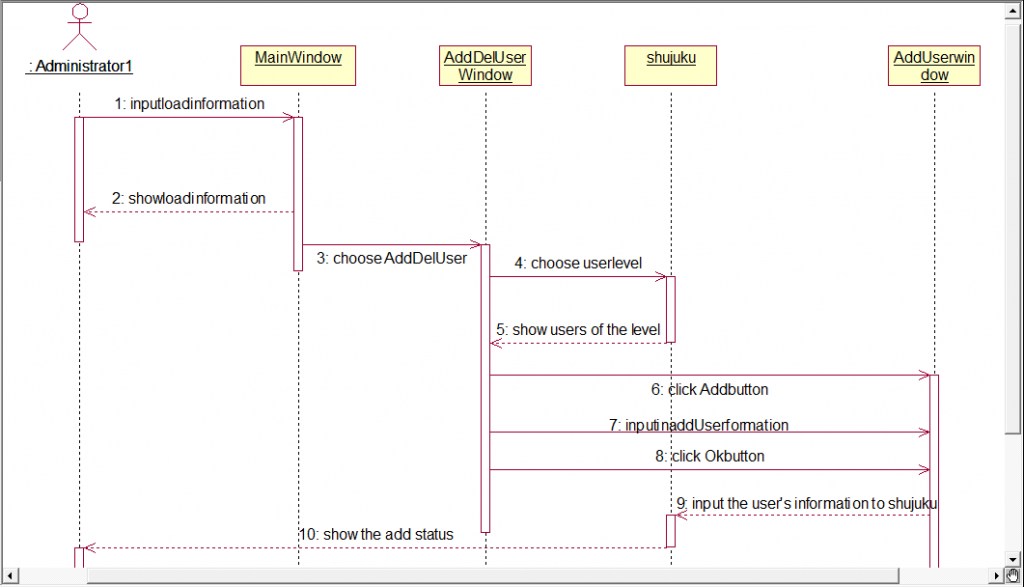 : Administrator1
MainWindow
AddDelUser
Window
shujuku
AddUserwin
dow
1: inputloadinformation
2: showloadinformation
3: choose AddDelUser
4: choose userlevel
5: show users of the level
6: click Addbutton
7: inputinaddUserformation
8: click Okbutton
9: input the user's information to shujuku
10: show the add status